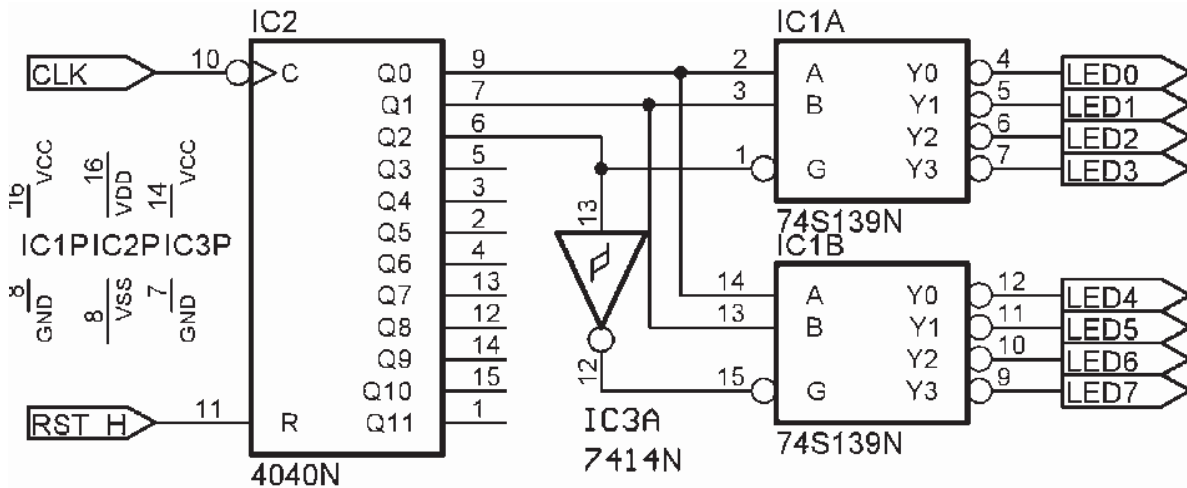 IC2
CLK
10
C
Q0
9
Q1
7
Q2
6
Q3
5
Q4
3
Q5
2
Q6
4
Q7
13
Q8
12
Q9
14
Q10
15
Q11
1
RST_H
11
R
4040N
16
VCC
16
VDD
14
VCC
IC1P IC2P IC3P
8
GND
8
VSS
7
GND
13
12
IC3A
7414N
IC1A
2
A
3
B
1
G
Y0
4
LED0
Y1
5
LED1
Y2
6
LED2
Y3
7
LED3
74S139N
IC1B
14
A
13
B
15
G
Y0
12
LED4
Y1
11
LED5
Y2
10
LED6
Y3
9
LED7
74S139N